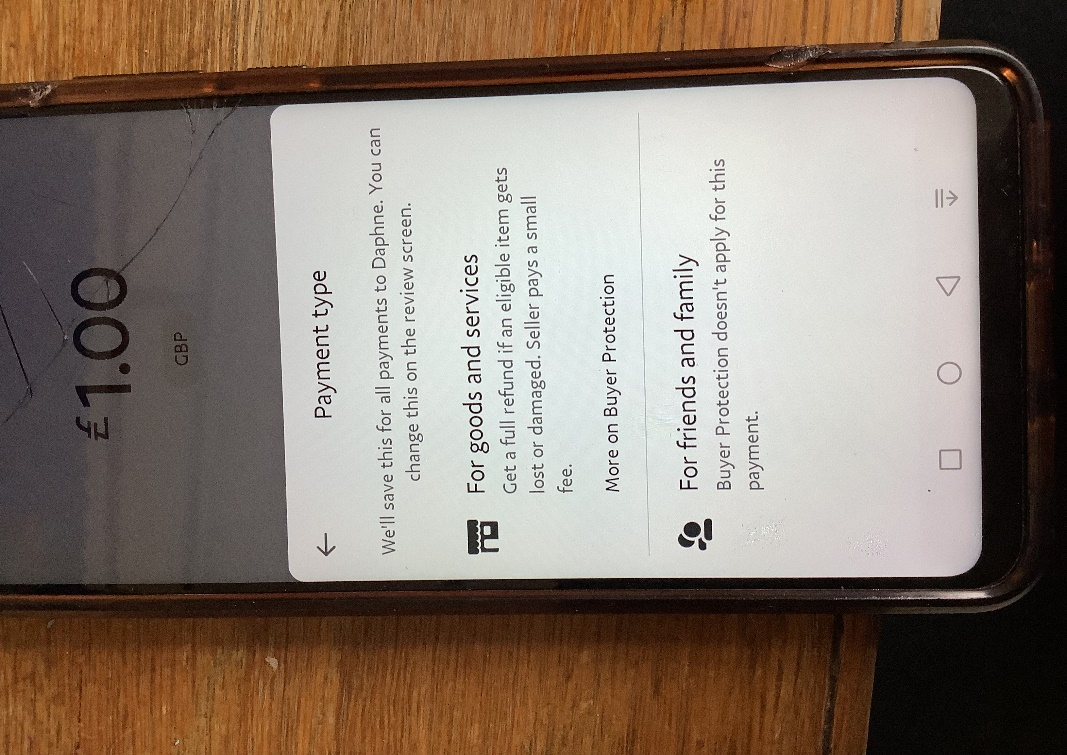 £1.00
GBP
Payment type
We'll save this for all payments to Daphne. You can
change this on the review screen.
For goods and services
Get a full refund if an eligible item gets
lost or damaged. Seller pays a small
fee.
More on Buyer Protection
For friends and family
Buyer Protection doesn't apply for this
payment.